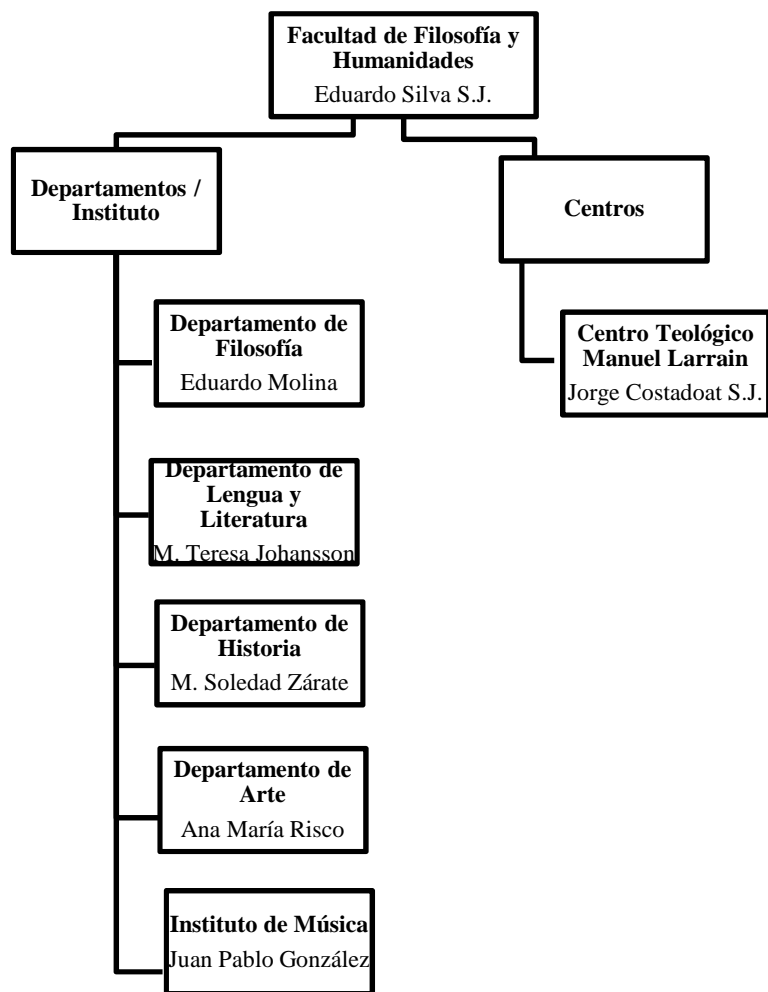 Facultad de Filosofía y
Humanidades
Eduardo Silva S.J.
Departamentos /
Instituto
Centros
Departamento de
Filosofía
Eduardo Molina
Centro Teológico
Manuel Larrain
Jorge Costadoat S.J.
Departamento de
Lengua y
Literatura
M. Teresa Johansson
Departamento de
Historia
M. Soledad Zárate
Departamento de
Arte
Ana María Risco
Instituto de Música
Juan Pablo González